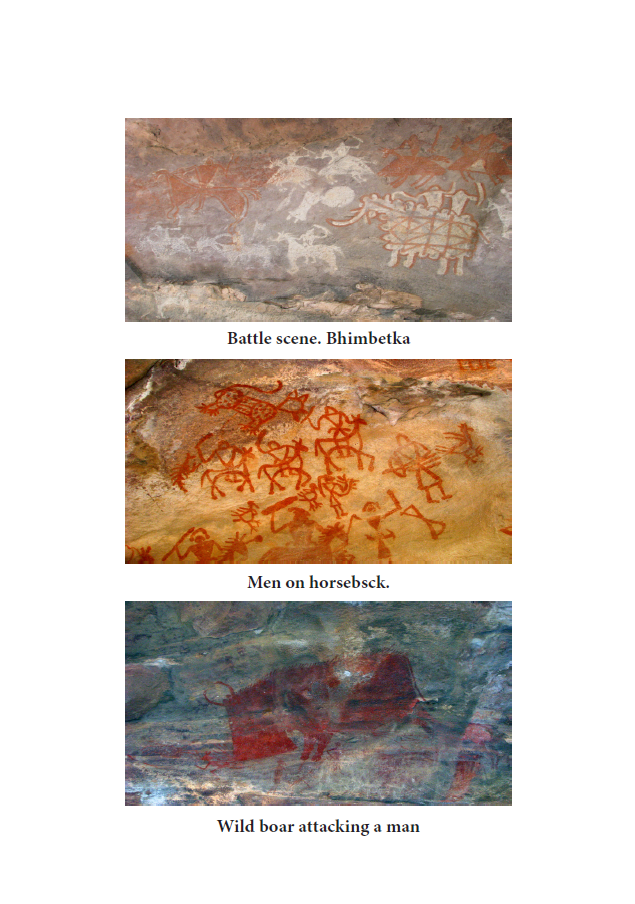 Battle scene. Bhimbetka
Men on horsebsck.
Wild boar attacking a man